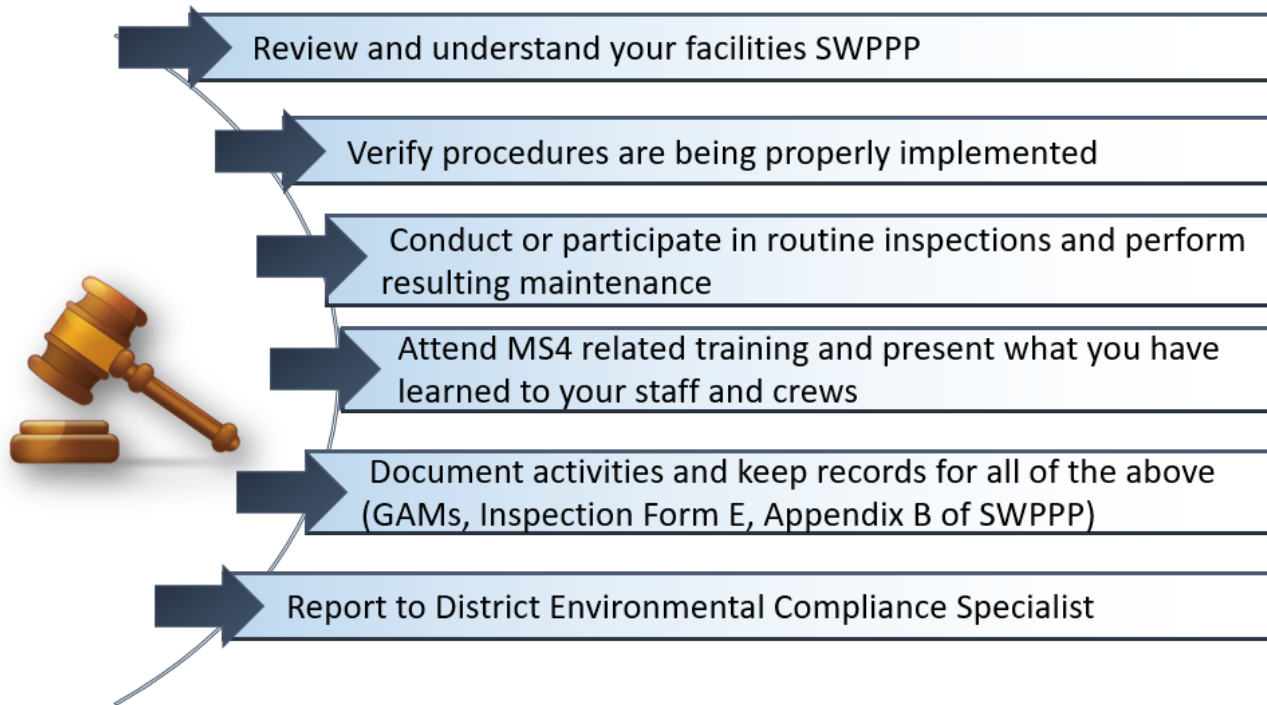 Review and understand your facilities SWPPP
Verify procedures are being properly implemented
Conduct or participate in routine inspections and perform
resulting maintenance
Attend MS4 related training and present what you have
learned to your staff and crews
Document activities and keep records for all of the above
(GAMs, Inspection Form E, Appendix B of SWPPP)
Report to District Environmental Compliance Specialist